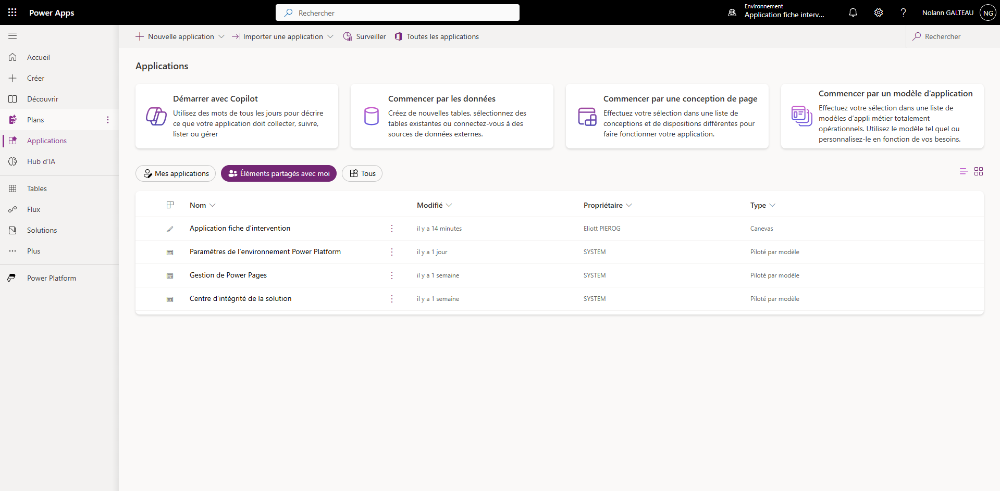 Power Apps
Rechercher
Environnement
Application fiche interv...
Nolann GALTEAU
NG
Nouvelle application
Importer une application
Surveiller
Toutes les applications
Rechercher
Accueil
Créer
Découvrir
Plans
Applications
Hub d’IA
Tables
Flux
Solutions
Plus
Power Platform
Applications
Démarrer avec Copilot
Utilisez des mots de tous les jours pour décrire
ce que votre application doit collecter, suivre,
lister ou gérer
Commencer par les données
Créez de nouvelles tables, sélectionnez des
tables existantes ou connectez-vous à des
sources de données externes.
Commencer par une conception de page
Effectuez votre sélection dans une liste de
conceptions et de dispositions différentes pour
faire fonctionner votre application.
Commencer par un modèle d’application
Effectuez votre sélection dans une liste de
modèles d’appli métier totalement
opérationnels. Utilisez le modèle tel quel ou
personnalisez-le en fonction de vos besoins.
Mes applications
Éléments partagés avec moi
Tous
Nom Modifié Propriétaire Type
Application fiche d'intervention il y a 14 minutes Eliott PIEROG Canevas
Paramètres de l’environnement Power Platform il y a 1 jour SYSTEM Piloté par modèle
Gestion de Power Pages il y a 1 semaine SYSTEM Piloté par modèle
Centre d’intégrité de la solution il y a 1 semaine SYSTEM Piloté par modèle